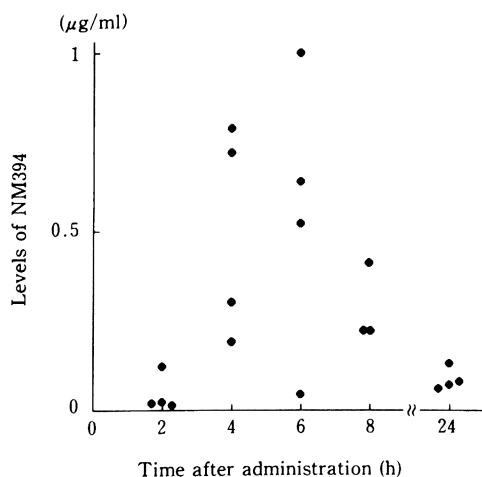 (μg/ml)
1
0.5
0
Levels of NM394
0 2 4 6 8 24
Time after administration (h)